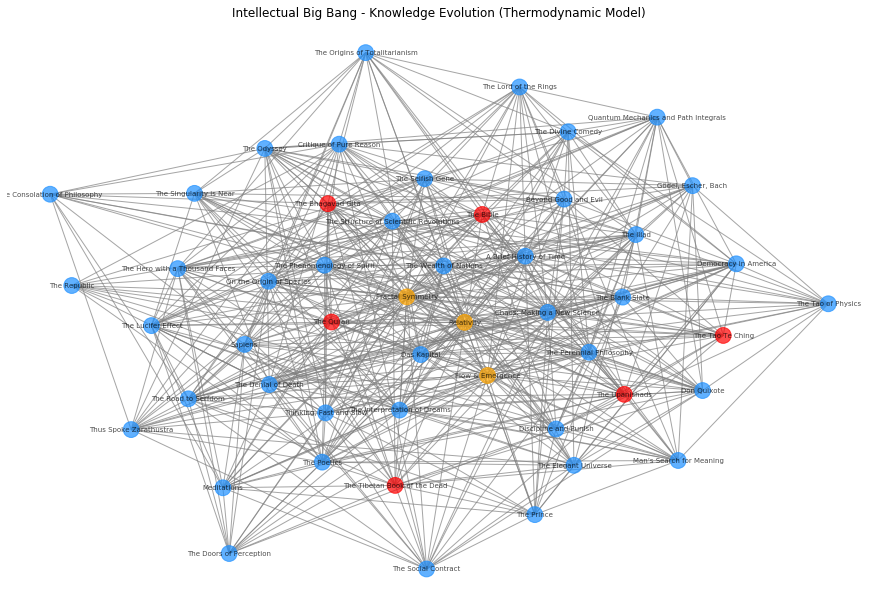 Intellectual Big Bang - Knowledge Evolution (Thermodynamic Model)
The Origins of Totalitarianism
The Lord of the Rings
Quantum Mechanics and Path Integrals
The Divine Comedy
Critique of Pure Reason
The Odyssey
The Selfish Gene
Godel, Escher, Bach
e Consolation of Philosophy
The Singularity is Near
Beyond Good and Evil
The Bhagavad Gita
The Bible
The Structure of Scientific Revolutions
The Iliad
A Brief History of Time
Democracy in America
The Hero with a Thousand Faces
The Phenomenology of Spirit
The Wealth of Nations
On the Origin of Species
The Republic
Fractal Symmetry
The Blank Slate
The Tao of Physics
Chaos: Making a New Science
The Lucifer Effect
The Quran
Relativity
The Tao Te Ching
Sapiens
Das Kapital
The Perennial Philosophy
Flow & Emergence
The Denial of Death
Don Quixote
The Upanishads
The Road to Serfdom
Thinking, Fast and Slow
The Interpretation of Dreams
Thus Spoke Zarathustra
Discipline and Punish
The Poetics
The Elegant Universe
Man's Search for Meaning
Meditations
The Tibetan Book of the Dead
The Prince
The Doors of Perception
The Social Contract